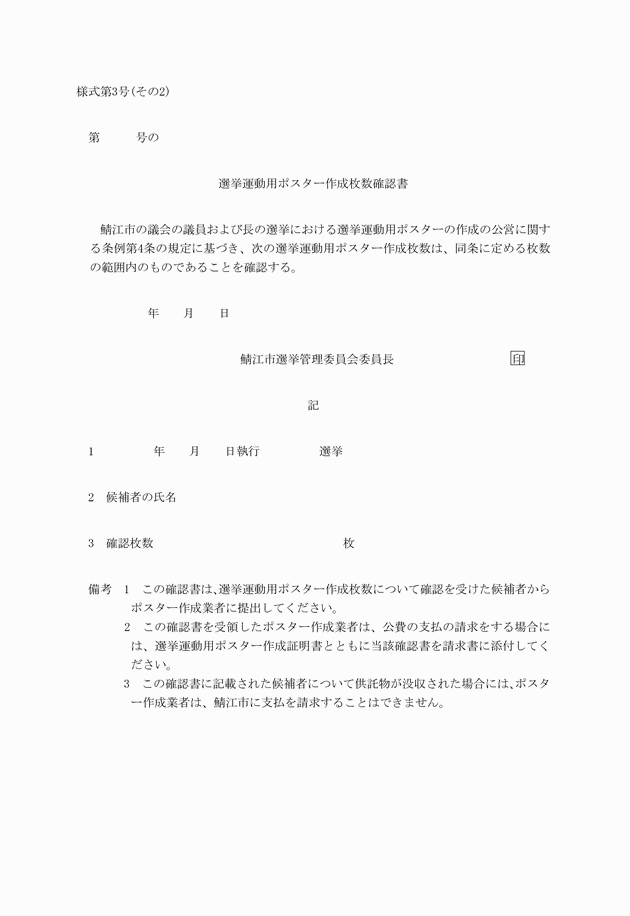 様式第3号(その2)
第　　　号の
選挙運動用ポスター作成枚数確認書
鯖江市の議会の議員および長の選挙における選挙運動用ポスターの作成の公営に関す
る条例第4条の規定に基づき、次の選挙運動用ポスター作成枚数は、同条に定める枚数
の範囲内のものであることを確認する。
年　　月　　日
鯖江市選挙管理委員会委員長　　　　　　　　　　印
記
1　　　　　年　　月　　日執行　　　　　選挙
2　候補者の氏名
3　確認枚数　　　　　　　　　　　　　　　　枚
備考　1　この確認書は、選挙運動用ポスター作成枚数について確認を受けた候補者から
ポスター作成業者に提出してください。
2　この確認書を受領したポスター作成業者は、公費の支払の請求をする場合に
は、選挙運動用ポスター作成証明書とともに当該確認書を請求書に添付してく
ださい。
3　この確認書に記載された候補者について供託物が没収された場合には、ポスタ
ー作成業者は、鯖江市に支払を請求することはできません。